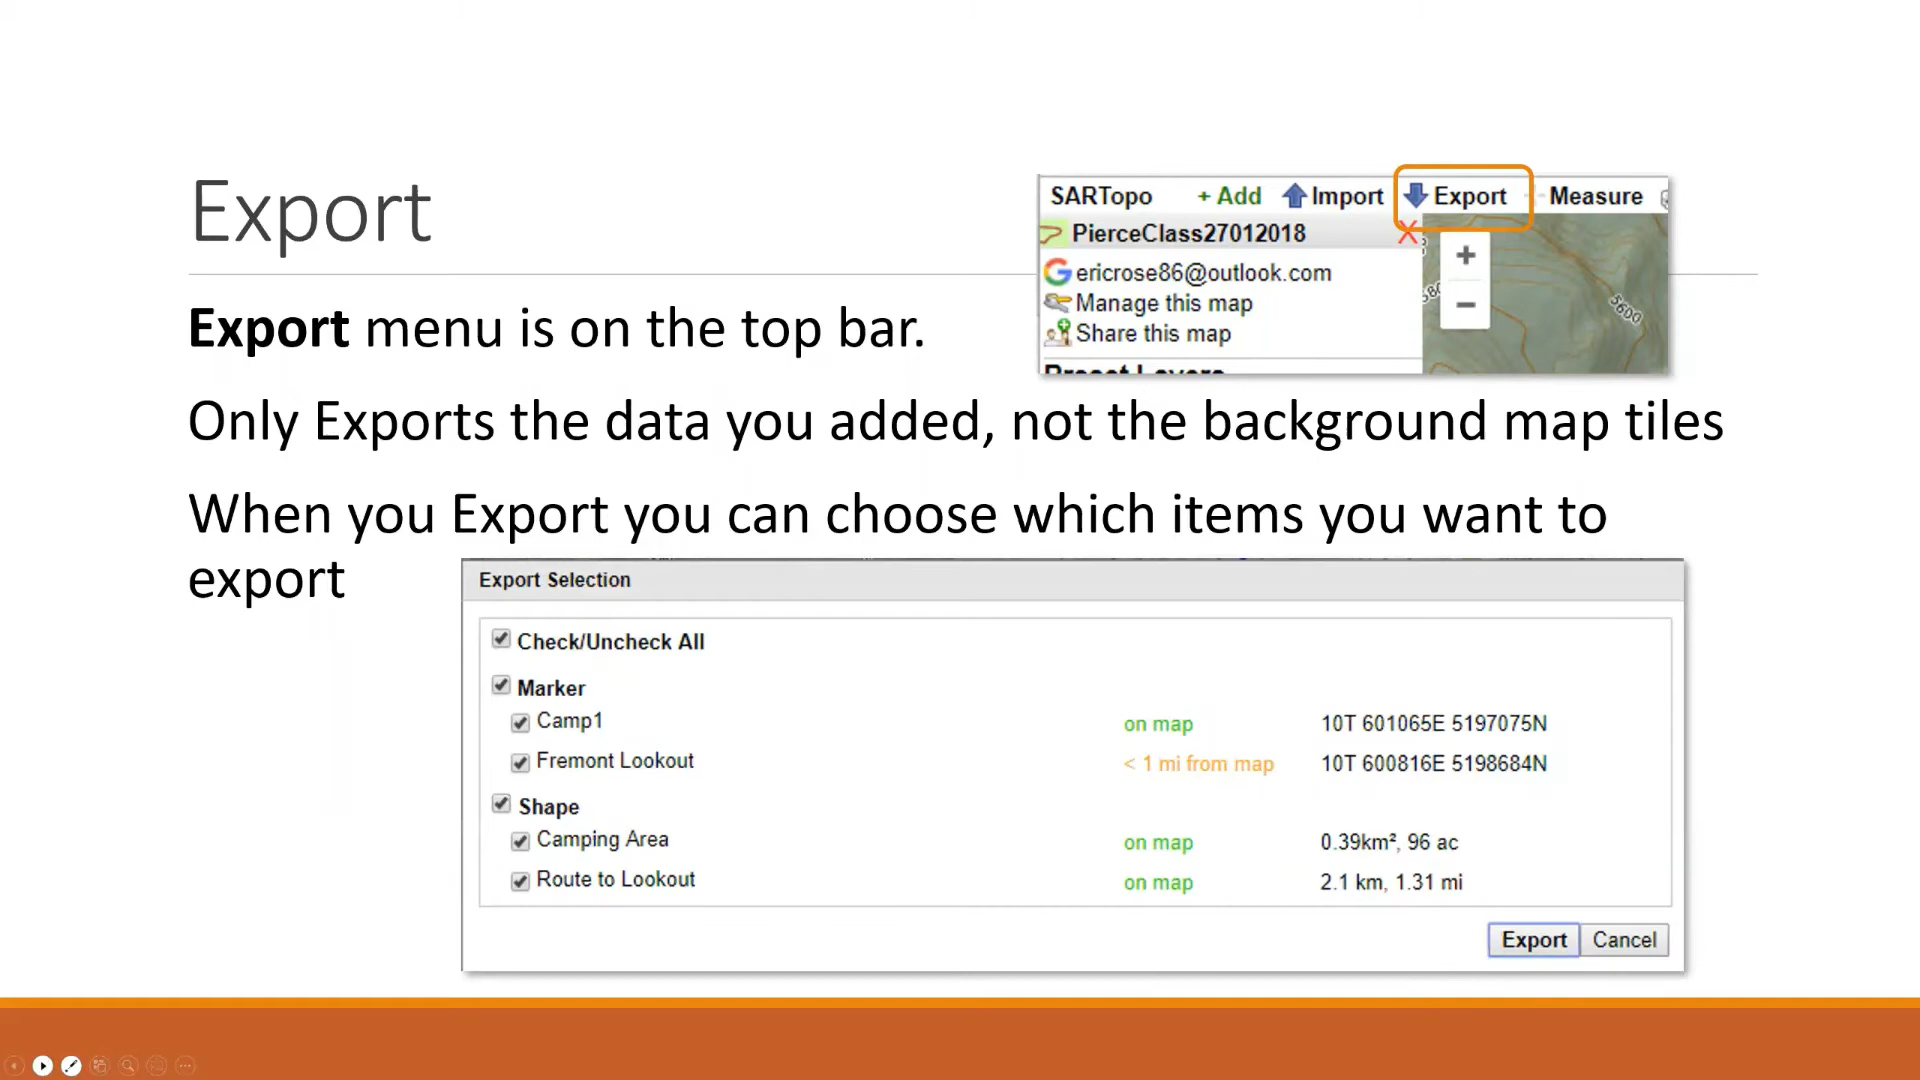 Export
SARTopo + Add Import Export Measure
PierceClass27012018 X
ericrose86@outlook.com
Manage this map
Share this map
Preset Layers
+
−
580
5600
Export menu is on the top bar.
Only Exports the data you added, not the background map tiles
When you Export you can choose which items you want to
export
Export Selection
Check/Uncheck All
Marker
Camp1 on map 10T 601065E 5197075N
Fremont Lookout < 1 mi from map 10T 600816E 5198684N
Shape
Camping Area on map 0.39km², 96 ac
Route to Lookout on map 2.1 km, 1.31 mi
Export Cancel